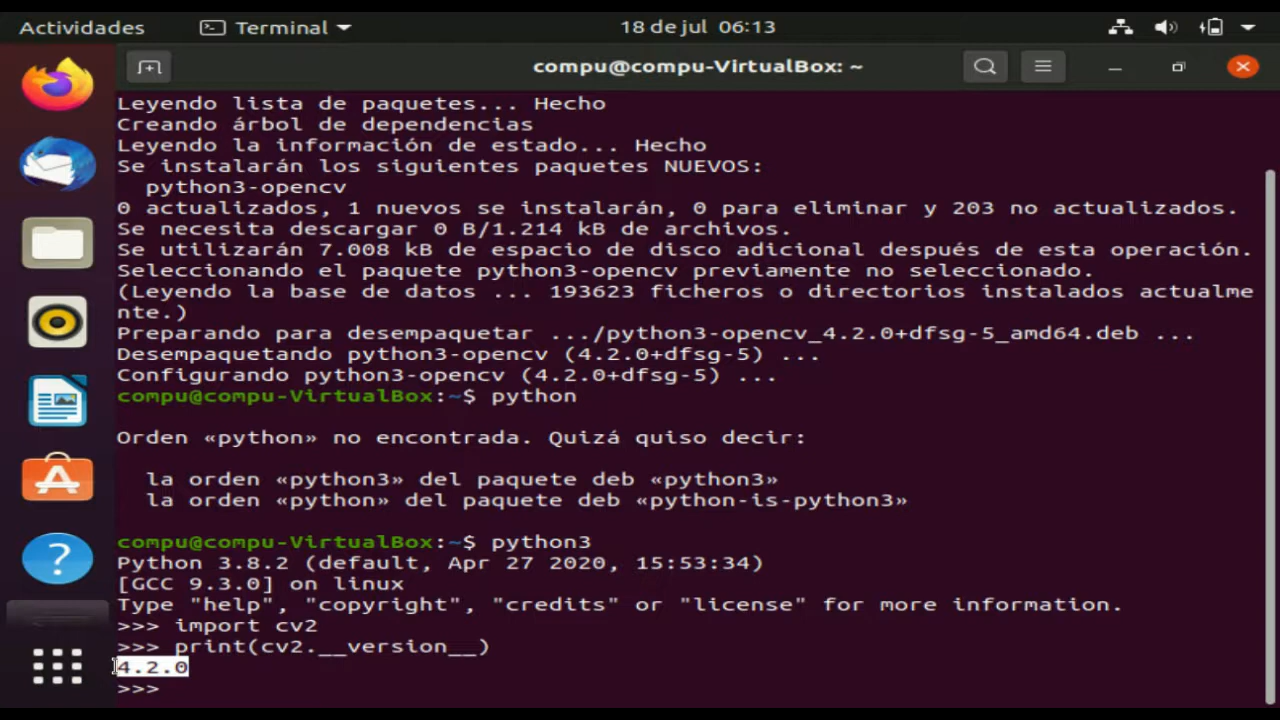 Actividades
Terminal
18 de jul 06:13
compu@compu-VirtualBox: ~
Leyendo lista de paquetes... Hecho
Creando árbol de dependencias
Leyendo la información de estado... Hecho
Se instalarán los siguientes paquetes NUEVOS:
python3-opencv
0 actualizados, 1 nuevos se instalarán, 0 para eliminar y 203 no actualizados.
Se necesita descargar 0 B/1.214 kB de archivos.
Se utilizarán 7.008 kB de espacio de disco adicional después de esta operación.
Seleccionando el paquete python3-opencv previamente no seleccionado.
(Leyendo la base de datos ... 193623 ficheros o directorios instalados actualme
nte.)
Preparando para desempaquetar .../python3-opencv_4.2.0+dfsg-5_amd64.deb ...
Desempaquetando python3-opencv (4.2.0+dfsg-5) ...
Configurando python3-opencv (4.2.0+dfsg-5) ...
compu@compu-VirtualBox:~$ python
Orden «python» no encontrada. Quizá quiso decir:
la orden «python3» del paquete deb «python3»
la orden «python» del paquete deb «python-is-python3»
compu@compu-VirtualBox:~$ python3
Python 3.8.2 (default, Apr 27 2020, 15:53:34)
[GCC 9.3.0] on linux
Type "help", "copyright", "credits" or "license" for more information.
>>> import cv2
>>> print(cv2.__version__)
4.2.0
>>>